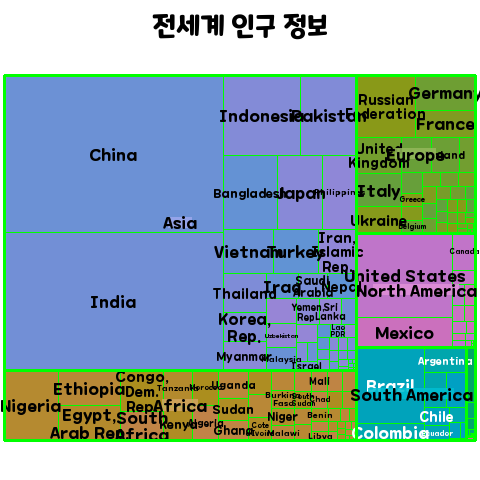 전세계 인구 정보
China
Asia
India
Indonesia
Pakistan
Bangladesh
Japan
Philippines
Vietnam
Turkey
Iran,
Islamic
Rep.
Thailand
Iraq
Saudi
Arabia
Nepal
Korea,
Rep.
Yemen,
Rep.
Sri
Lanka
Uzbekistan
Lao
PDR
Myanmar
Malaysia
Israel
Russian
Federation
Germany
France
United
Kingdom
Europe
Italy
Greece
Ukraine
Belgium
United States
Canada
North America
Mexico
Argentina
Brazil
South America
Chile
Colombia
Ecuador
Nigeria
Ethiopia
Egypt,
Arab Rep.
Congo,
Dem.
Rep.
South
Africa
Tanzania
Morocco
Africa
Kenya
Algeria
Uganda
Sudan
Ghana
Mali
Burkina
Faso
South
Sudan
Chad
Niger
Benin
Cote
d'Ivoire
Malawi
Libya